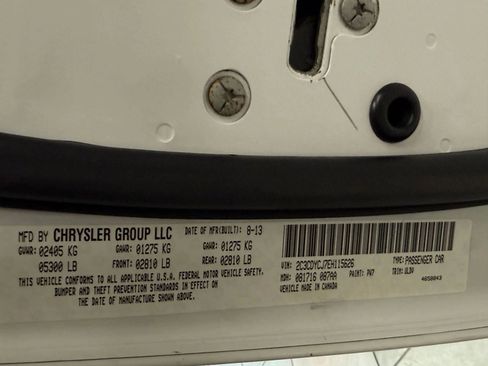 MFD BY CHRYSLER GROUP LLC DATE OF MFR(BUILT): 8-13
GVWR: 02405 KG GAWR: 01275 KG GAWR: 01275 KG
05300 LB FRONT: 02810 LB REAR: 02810 LB
THIS VEHICLE CONFORMS TO ALL APPLICABLE U.S.A. FEDERAL MOTOR VEHICLE SAFETY,
BUMPER AND THEFT PREVENTION STANDARDS IN EFFECT ON
THE DATE OF MANUFACTURE SHOWN ABOVE.
VIN: 2C3CDYCJ7EH115626 TYPE: PASSENGER CAR
MDH: 081716 087AA PAINT: PW7 TRIM: ULDV
VEHICLE MADE IN CANADA 4658843